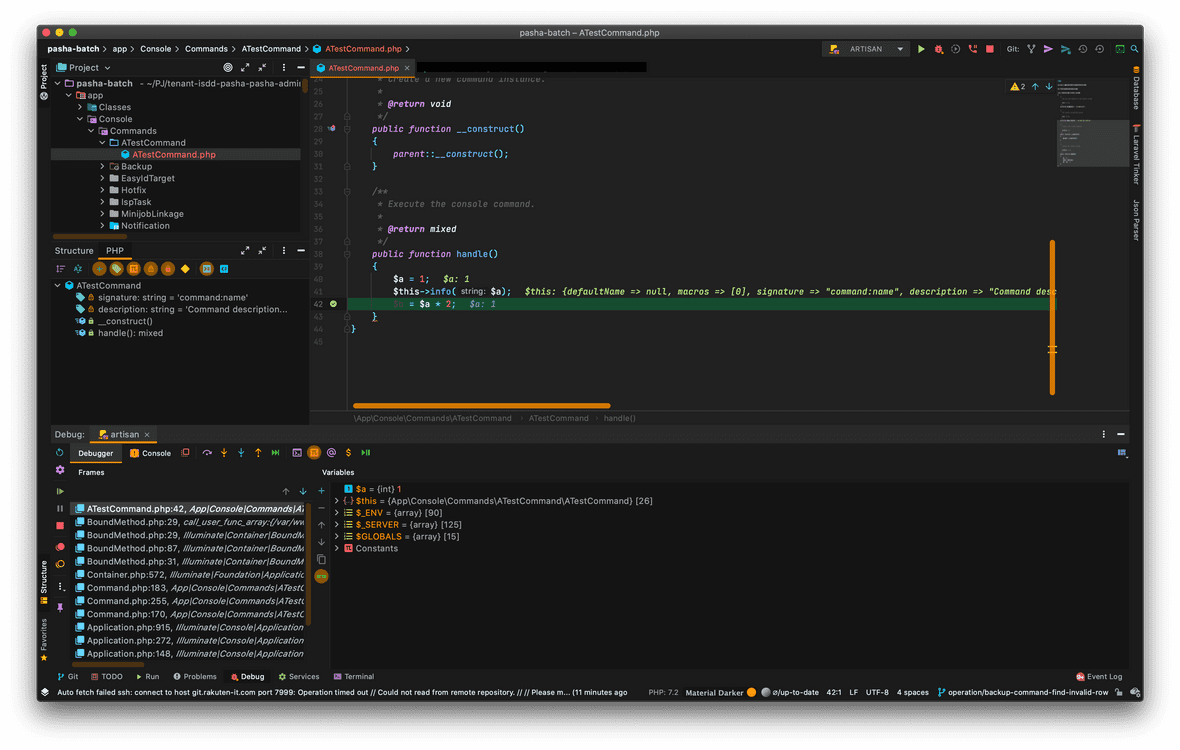 pasha-batch – ATestCommand.php
pasha-batch > app > Console > Commands > ATestCommand > ATestCommand.php >
ARTISAN
Git:
Project
ATestCommand.php ×
pasha-batch - ~/PJ/tenant-isdd-pasha-pasha-admi
app
Classes
Console
Commands
ATestCommand
ATestCommand.php
Backup
EasyIdTarget
Hotfix
IspTask
MinijobLinkage
Notification
Structure PHP
ATestCommand
signature: string = 'command:name'
description: string = 'Command description...
__construct()
handle(): mixed
24 * Create a new command instance.
25 *
26 * @return void
27 */
28 public function __construct()
29 {
30 parent::__construct();
31 }
32
33 /**
34 * Execute the console command.
35 *
36 * @return mixed
37 */
38 public function handle()
39 {
40 $a = 1; $a: 1
41 $this->info( string: $a); $this: {defaultName => null, macros => [0], signature => "command:name", description => "Command desc
42 = $a * 2; $a: 1
43 }
44 }
45
2
\App\Console\Commands\ATestCommand > ATestCommand > handle()
Project
Structure
Favorites
Database
Laravel Tinker
Json Parser
Debug: artisan ×
Debugger Console
Frames
Variables
ATestCommand.php:42, App|Console|Commands|AT
BoundMethod.php:29, call_user_func_array:{/var/ww
BoundMethod.php:29, Illuminate|Container|BoundM
BoundMethod.php:87, Illuminate|Container|BoundM
BoundMethod.php:31, Illuminate|Container|BoundM
Container.php:572, Illuminate|Foundation|Applicatio
Command.php:183, App|Console|Commands|ATestC
Command.php:255, App|Console|Commands|ATestC
Command.php:170, App|Console|Commands|ATestC
Application.php:915, Illuminate|Console|Application
Application.php:272, Illuminate|Console|Application
Application.php:148, Illuminate|Console|Application
$a = {int} 1
$this = {App\Console\Commands\ATestCommand\ATestCommand} [26]
$_ENV = {array} [90]
$_SERVER = {array} [125]
$GLOBALS = {array} [15]
Constants
Git TODO Run Problems Debug Services Terminal Event Log
Auto fetch failed ssh: connect to host git.rakuten-it.com port 7999: Operation timed out // Could not read from remote repository. // // Please m... (11 minutes ago) PHP: 7.2 Material Darker ⌀/up-to-date 42:1 LF UTF-8 4 spaces operation/backup-command-find-invalid-row